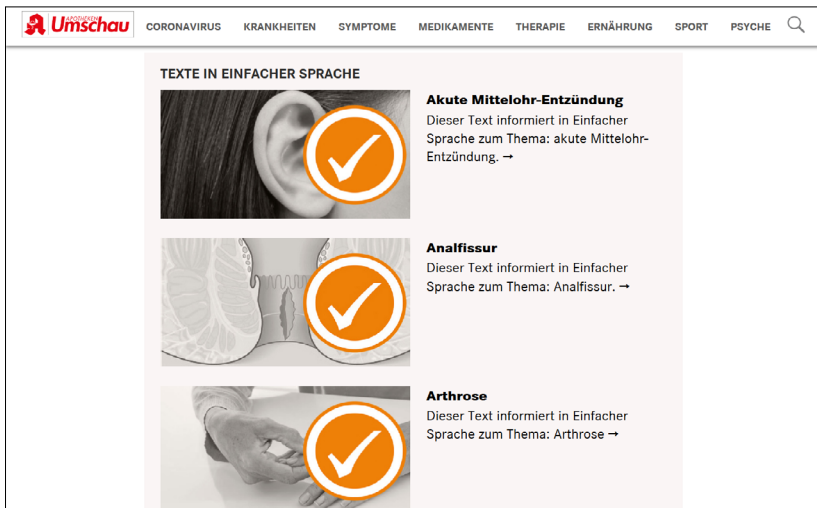 APOTHEKEN
Umschau
CORONAVIRUS KRANKHEITEN SYMPTOME MEDIKAMENTE THERAPIE ERNÄHRUNG SPORT PSYCHE
TEXTE IN EINFACHER SPRACHE
Akute Mittelohr-Entzündung
Dieser Text informiert in Einfacher
Sprache zum Thema: akute Mittelohr-
Entzündung. →
Analfissur
Dieser Text informiert in Einfacher
Sprache zum Thema: Analfissur. →
Arthrose
Dieser Text informiert in Einfacher
Sprache zum Thema: Arthrose →